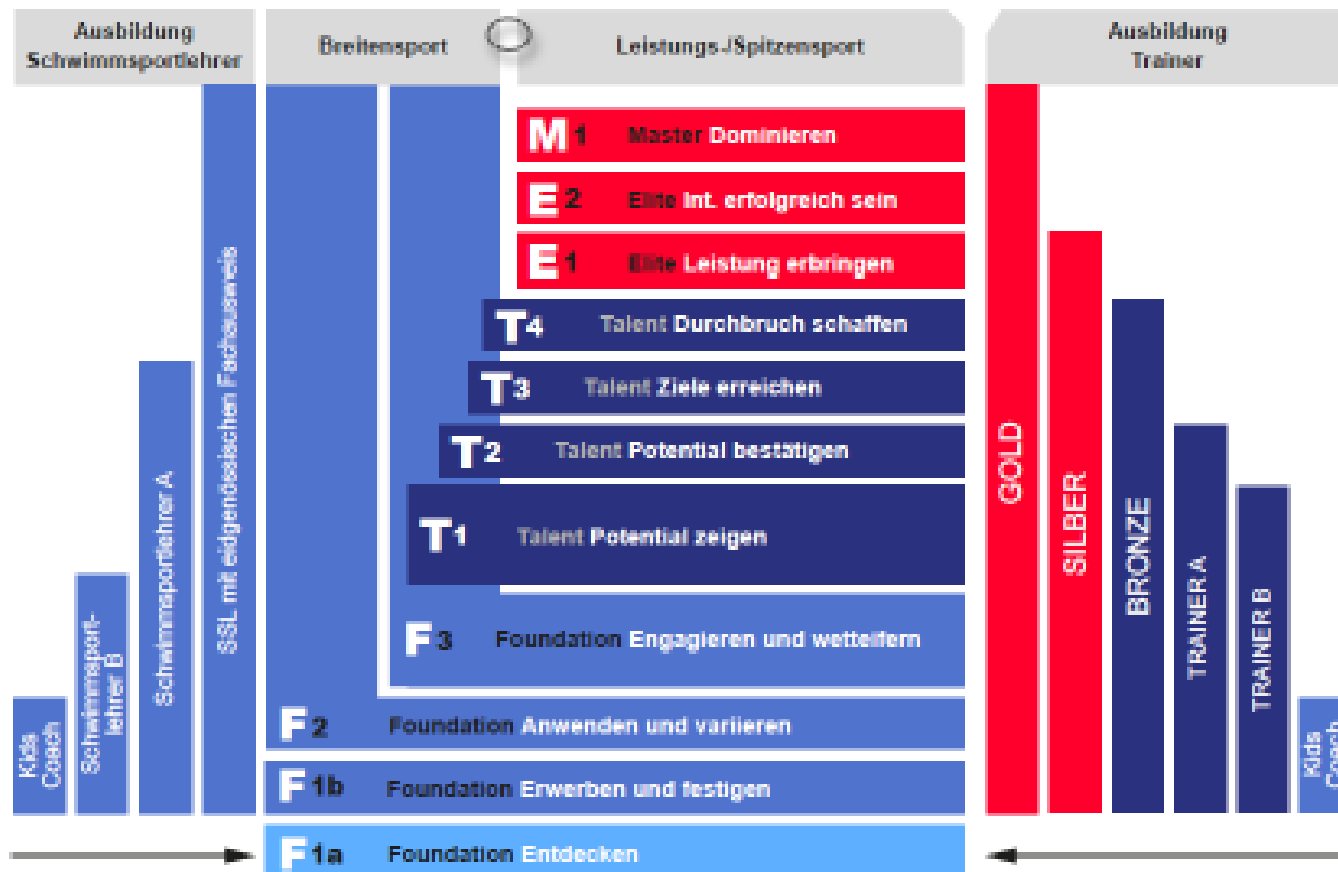 Ausbildung
Schwimmsportlehrer
Breitensport
Leistungs-/Spitzensport
Ausbildung
Trainer
M1 Master Dominieren
E2 Elite Int. erfolgreich sein
E1 Elite Leistung erbringen
T4 Talent Durchbruch schaffen
T3 Talent Ziele erreichen
T2 Talent Potential bestätigen
T1 Talent Potential zeigen
F3 Foundation Engagieren und wetteifern
F2 Foundation Anwenden und variieren
F1b Foundation Erwerben und festigen
F1a Foundation Entdecken
Kids
Coach
Schwimmsport-
lehrer B
Schwimmsportlehrer A
SSL mit eidgenössischen Fachausweis
GOLD
SILBER
BRONZE
TRAINER A
TRAINER B
Kids
Coach